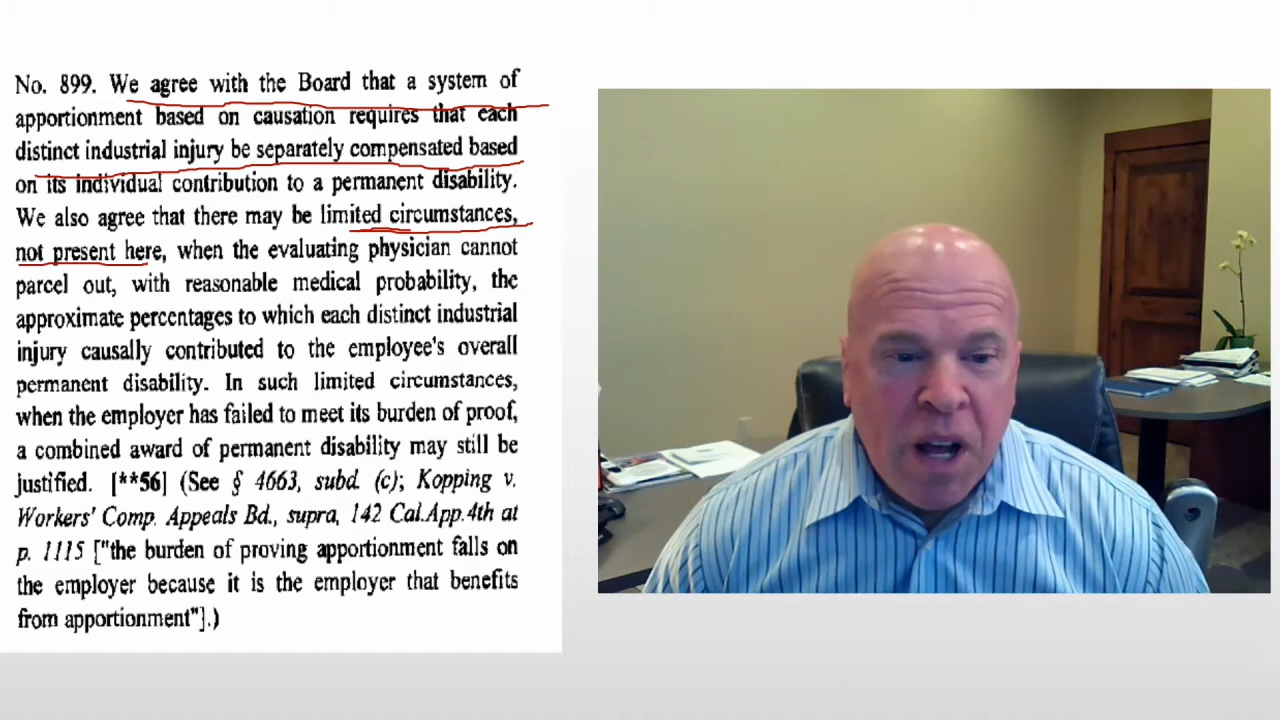 No. 899. We agree with the Board that a system of
apportionment based on causation requires that each
distinct industrial injury be separately compensated based
on its individual contribution to a permanent disability.
We also agree that there may be limited circumstances,
not present here, when the evaluating physician cannot
parcel out, with reasonable medical probability, the
approximate percentages to which each distinct industrial
injury causally contributed to the employee's overall
permanent disability. In such limited circumstances,
when the employer has failed to meet its burden of proof,
a combined award of permanent disability may still be
justified. [**56] (See § 4663, subd. (c); Kopping v.
Workers' Comp. Appeals Bd., supra, 142 Cal.App.4th at
p. 1115 ["the burden of proving apportionment falls on
the employer because it is the employer that benefits
from apportionment"].)